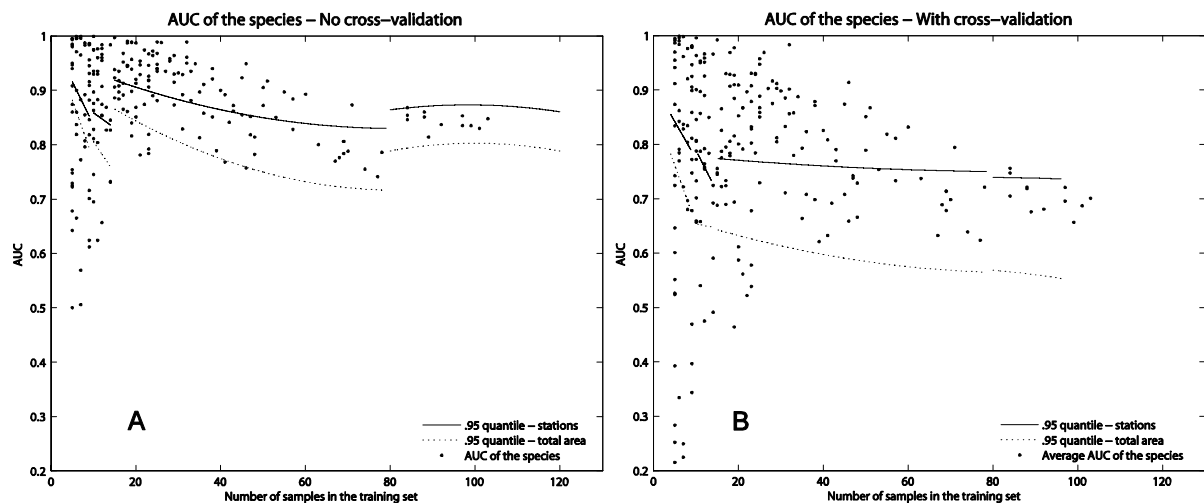 AUC of the species – No cross–validation
1
0.9
0.8
0.7
0.6
0.5
0.4
0.3
0.2
AUC
A
.95 quantile – stations
.95 quantile – total area
AUC of the species
0 20 40 60 80 100 120
Number of samples in the training set
AUC of the species – With cross–validation
1
0.9
0.8
0.7
0.6
0.5
0.4
0.3
0.2
AUC
B
.95 quantile – stations
.95 quantile – total area
Average AUC of the species
0 20 40 60 80 100 120
Number of samples in the training set